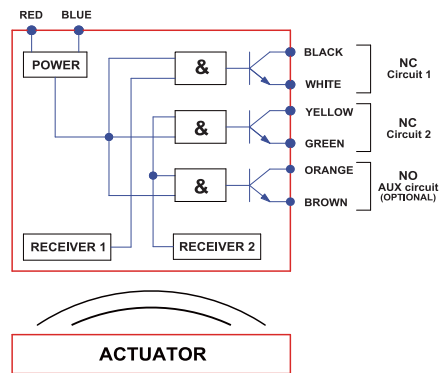 RED BLUE
POWER
&
BLACK
WHITE
NC
Circuit 1
&
YELLOW
GREEN
NC
Circuit 2
&
ORANGE
BROWN
NO
AUX circuit
(OPTIONAL)
RECEIVER 1
RECEIVER 2
ACTUATOR